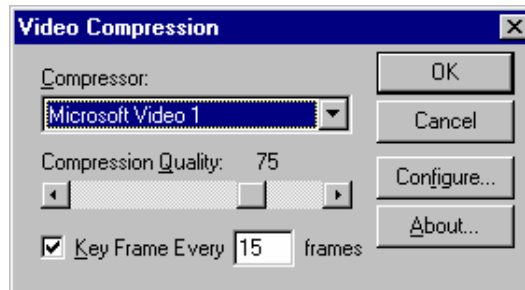 Video Compression
Compressor:
Microsoft Video 1
Compression Quality: 75
Key Frame Every 15 frames
OK
Cancel
Configure...
About...